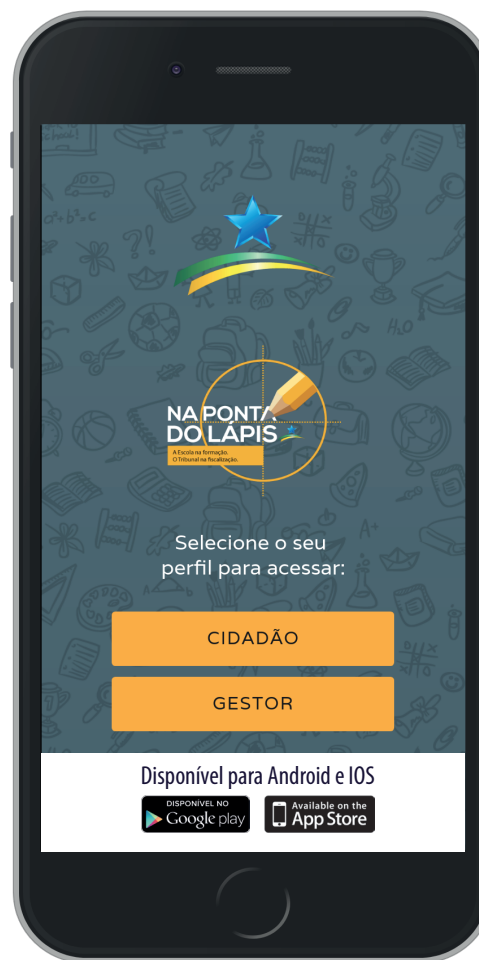 NA PONTA
DO LÁPIS
A Escola na formação.
O Tribunal na fiscalização.
Selecione o seu
perfil para acessar:
CIDADÃO
GESTOR
Disponível para Android e IOS
DISPONÍVEL NO
Google play
Available on the
App Store